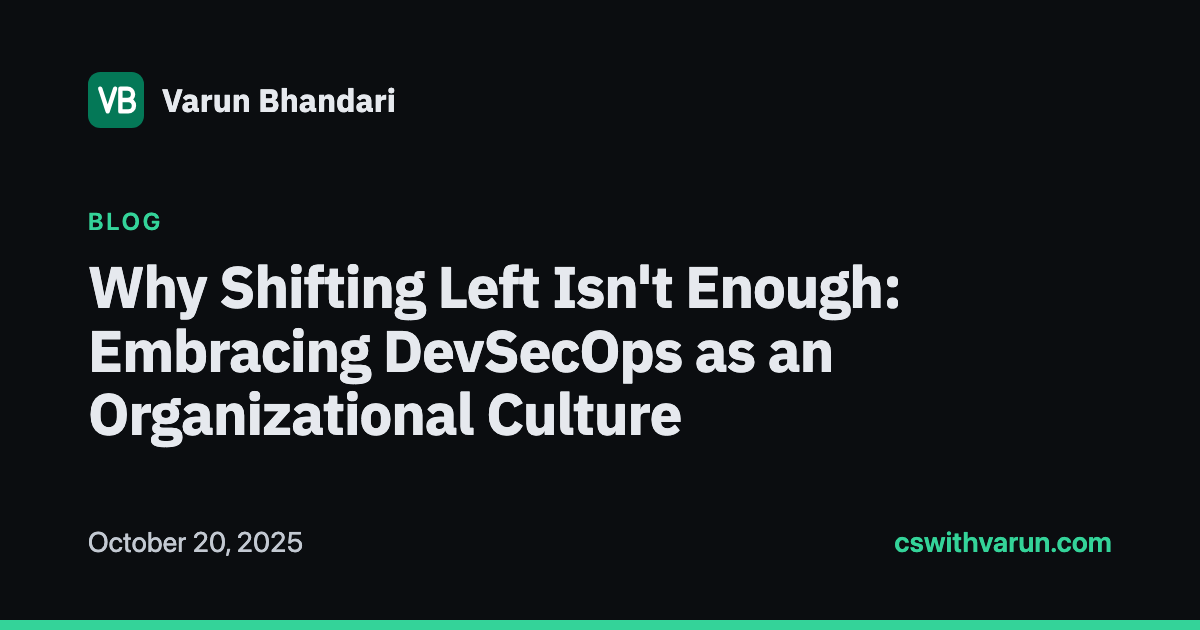 VB Varun Bhandari
BLOG
Why Shifting Left Isn't Enough:
Embracing DevSecOps as an
Organizational Culture
October 20, 2025
cswithvarun.com